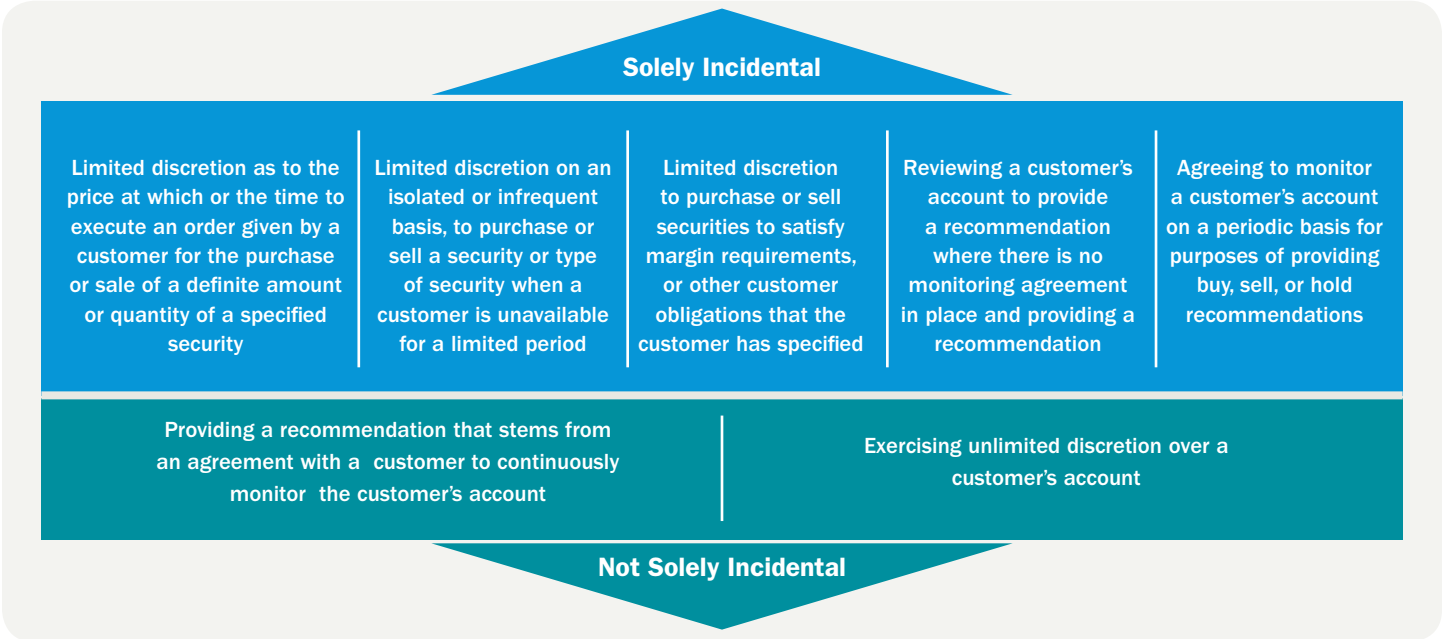 Solely Incidental
Limited discretion as to the
price at which or the time to
execute an order given by a
customer for the purchase
or sale of a definite amount
or quantity of a specified
security
Limited discretion on an
isolated or infrequent
basis, to purchase or
sell a security or type
of security when a
customer is unavailable
for a limited period
Limited discretion
to purchase or sell
securities to satisfy
margin requirements,
or other customer
obligations that the
customer has specified
Reviewing a customer’s
account to provide
a recommendation
where there is no
monitoring agreement
in place and providing a
recommendation
Agreeing to monitor
a customer’s account
on a periodic basis for
purposes of providing
buy, sell, or hold
recommendations
Providing a recommendation that stems from
an agreement with a customer to continuously
monitor the customer’s account
Exercising unlimited discretion over a
customer’s account
Not Solely Incidental